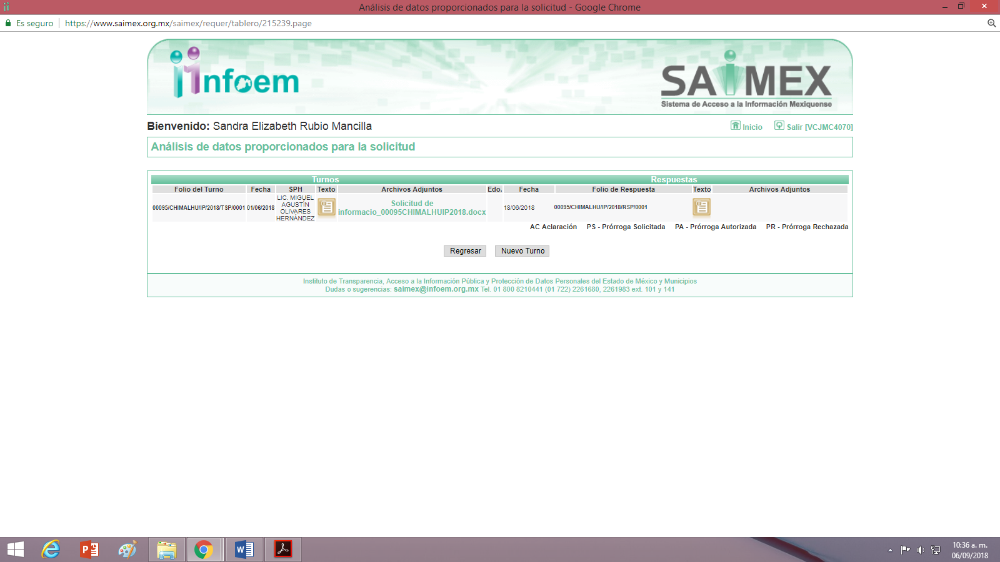 Análisis de datos proporcionados para la solicitud - Google Chrome
Es seguro https://www.saimex.org.mx/saimex/requer/tablero/215239.page
infoem
SAIMEX
Sistema de Acceso a la Información Mexiquense
Bienvenido: Sandra Elizabeth Rubio Mancilla
Inicio Salir [VCJMC4070]
Análisis de datos proporcionados para la solicitud
Turnos Respuestas
Folio del Turno Fecha SPH Texto Archivos Adjuntos Edo. Fecha Folio de Respuesta Texto Archivos Adjuntos
00095/CHIMALHU/IP/2018/TSP/0001 01/06/2018
LIC. MIGUEL
AGUSTÍN
OLIVARES
HERNÁNDEZ
Solicitud de
informacio_00095CHIMALHUIP2018.docx
18/06/2018 00095/CHIMALHU/IP/2018/RSP/0001
AC Aclaración PS - Prórroga Solicitada PA - Prórroga Autorizada PR - Prórroga Rechazada
Regresar Nuevo Turno
Instituto de Transparencia, Acceso a la Información Pública y Protección de Datos Personales del Estado de México y Municipios
Dudas o sugerencias: saimex@infoem.org.mx Tel. 01 800 8210441 (01 722) 2261680, 2261983 ext. 101 y 141
10:36 a. m.
06/09/2018